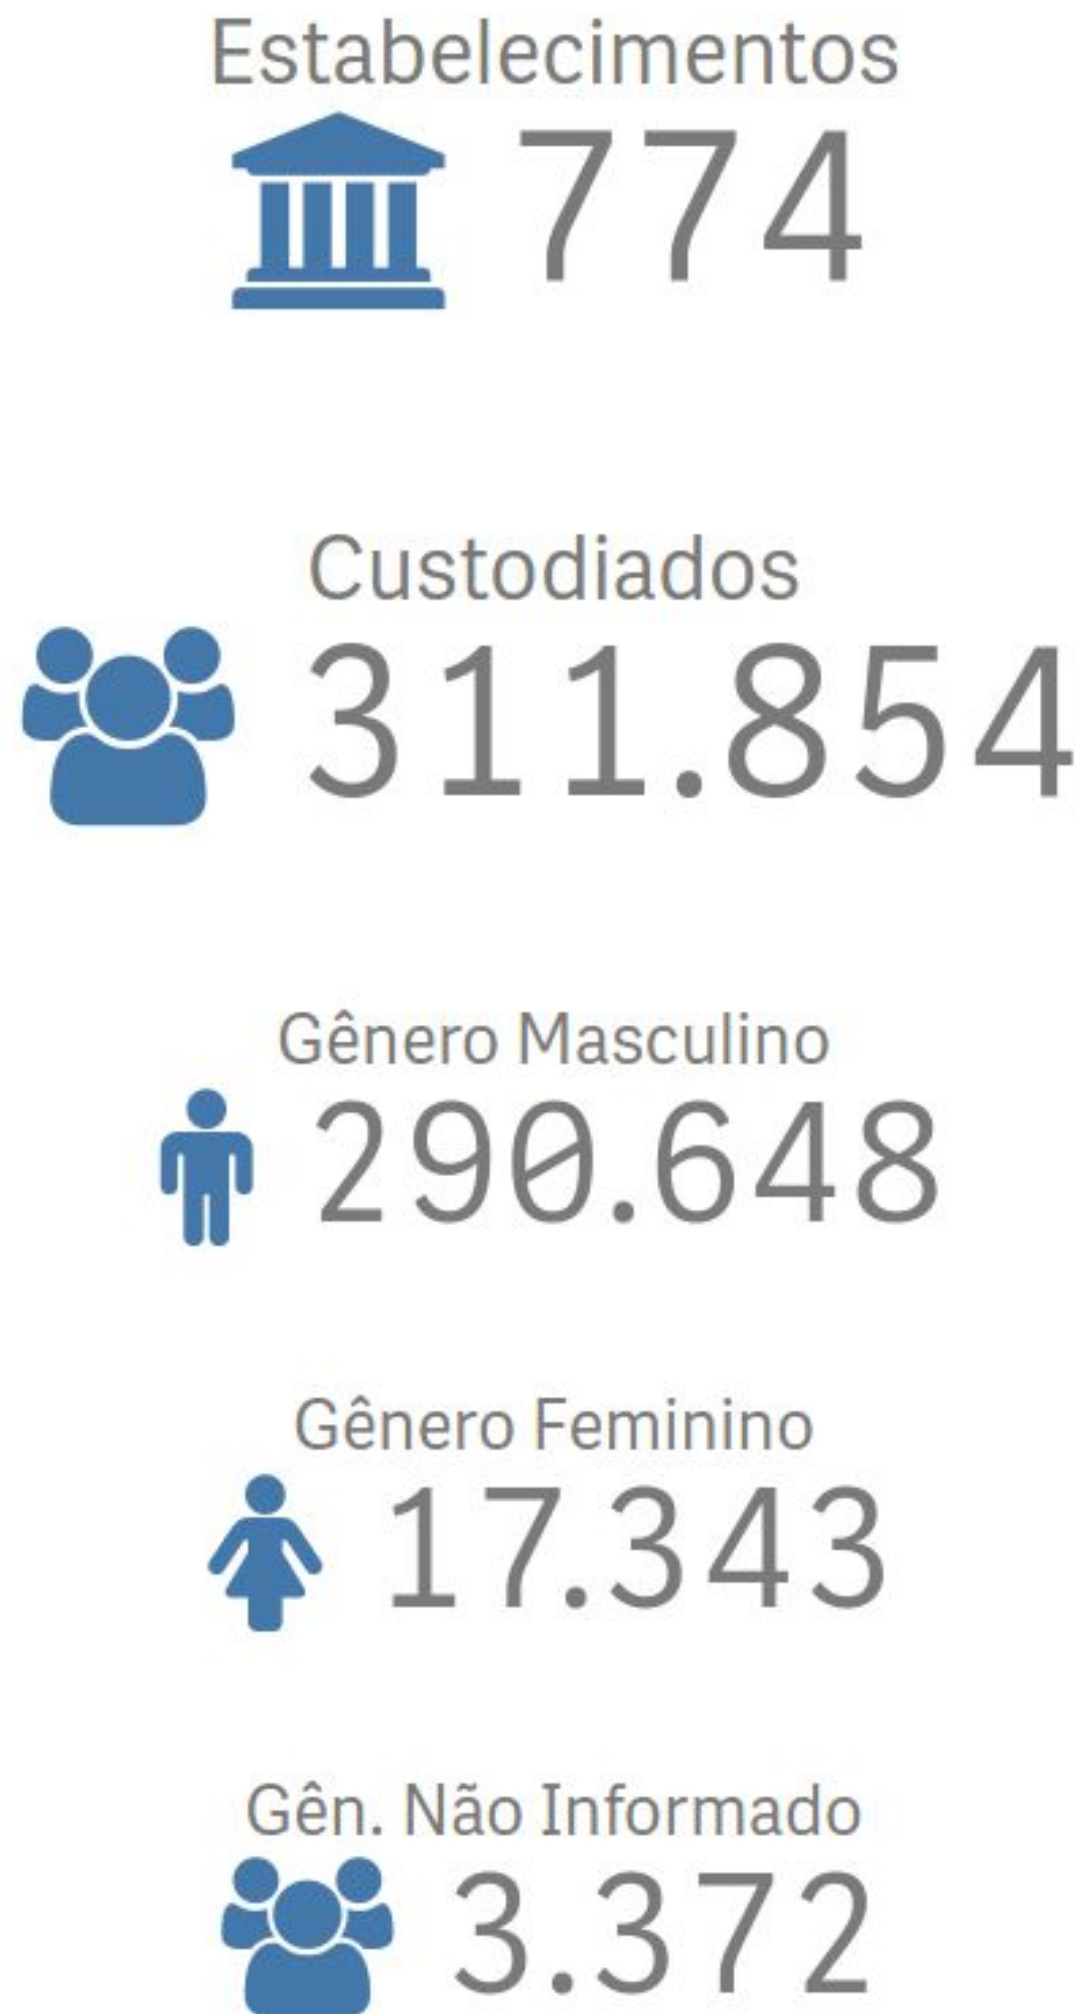 Estabelecimentos
774
Custodiados
311.854
Gênero Masculino
290.648
Gênero Feminino
17.343
Gên. Não Informado
3.372